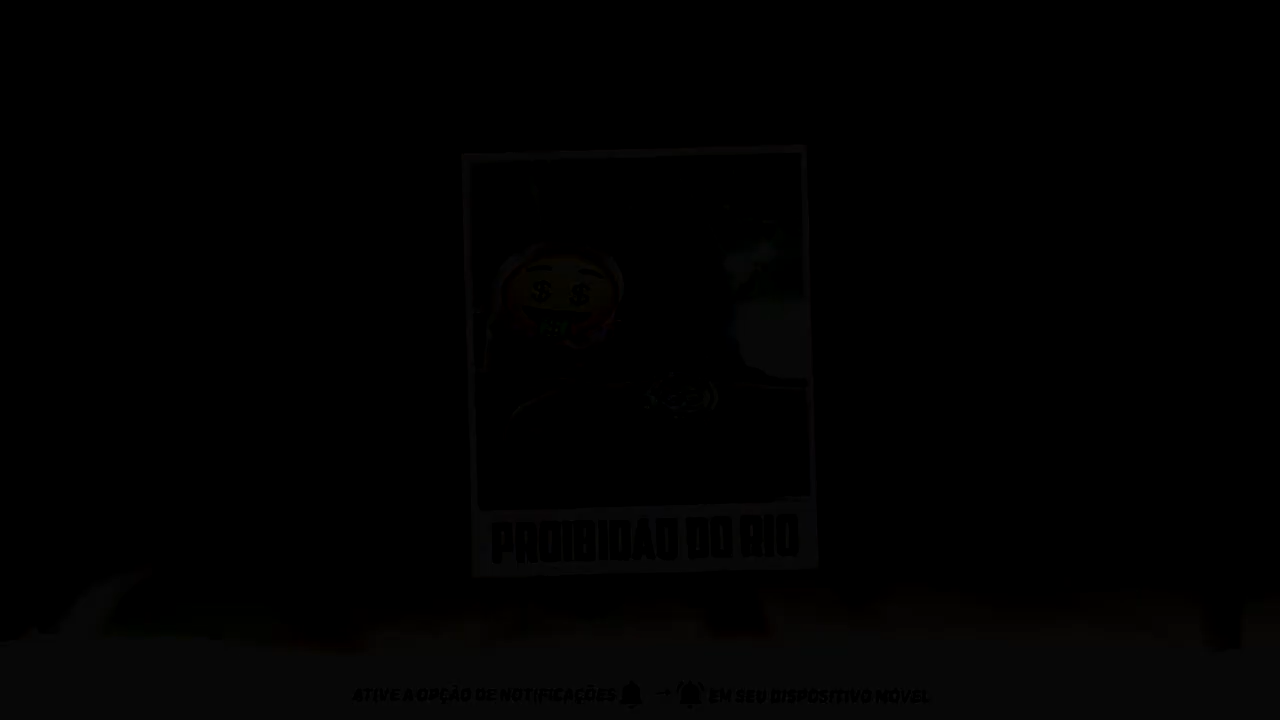 PROIBIDÃO DO RIO
ATIVE A OPÇÃO DE NOTIFICAÇÕES EM SEU DISPOSITIVO MÓVEL